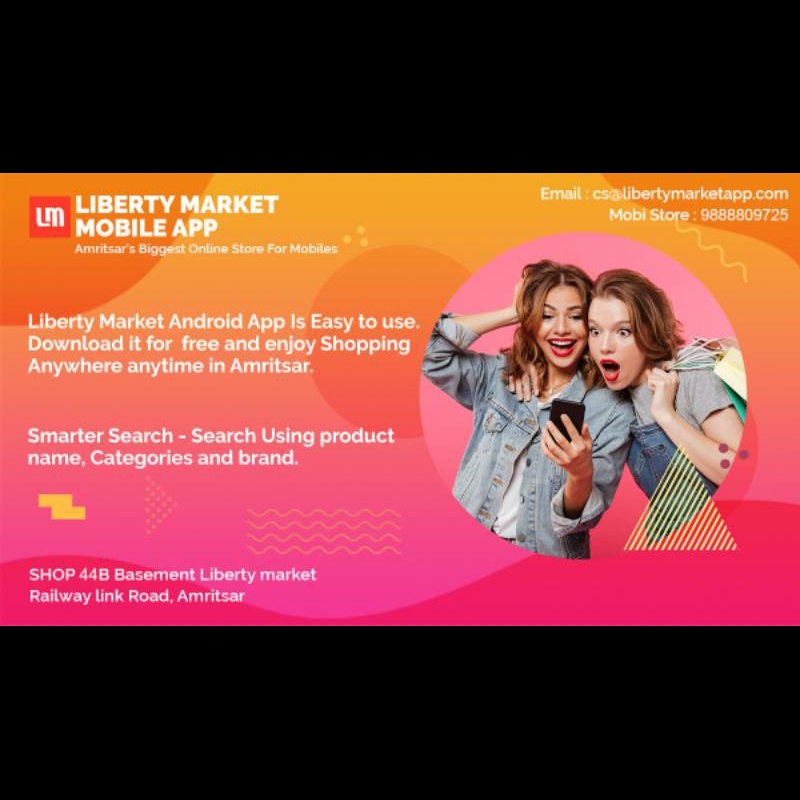 Email : cs@libertymarketapp.com
Mobi Store : 9888809725
LM
LIBERTY MARKET
MOBILE APP
Amritsar's Biggest Online Store For Mobiles
Liberty Market Android App Is Easy to use.
Download it for free and enjoy Shopping
Anywhere anytime in Amritsar.
Smarter Search - Search Using product
name, Categories and brand.
SHOP 44B Basement Liberty market
Railway link Road, Amritsar